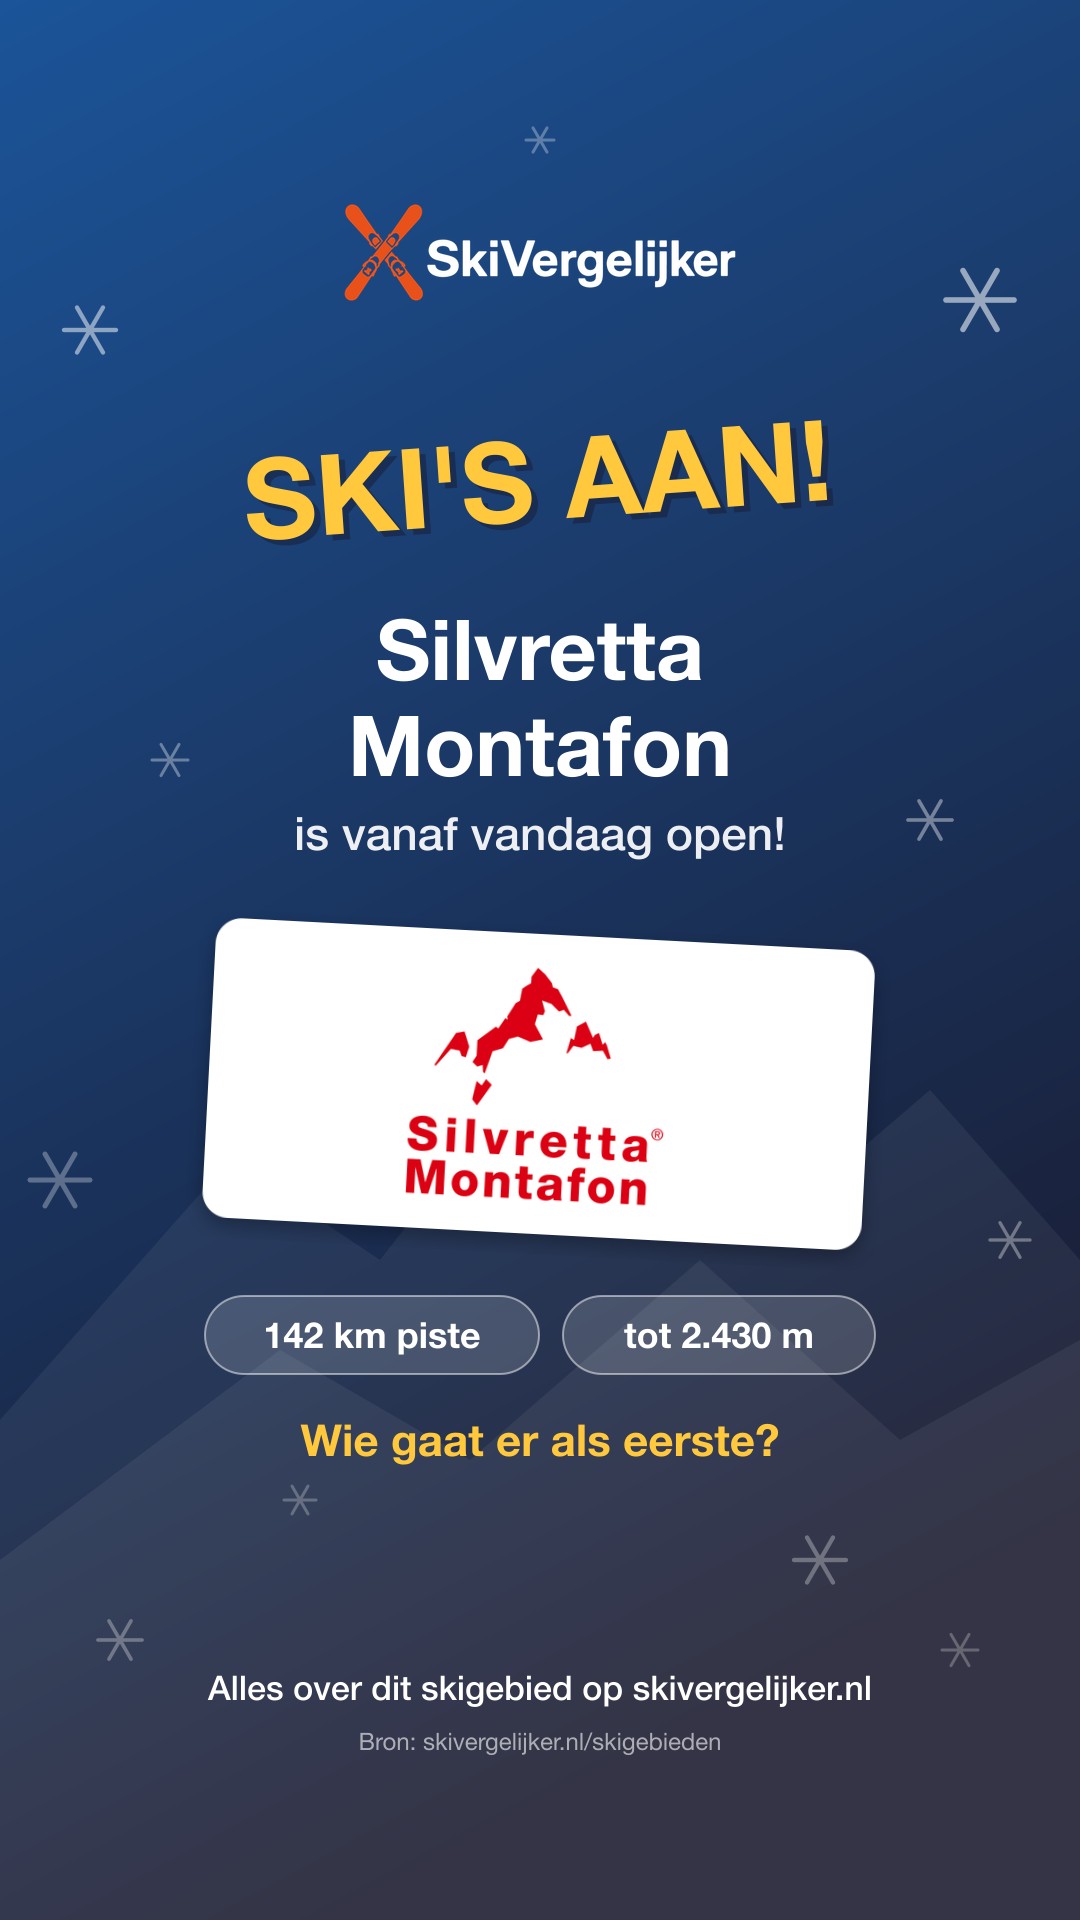 SkiVergelijker
SKI'S AAN!
Silvretta
Montafon
is vanaf vandaag open!
Silvretta®
Montafon
142 km piste
tot 2.430 m
Wie gaat er als eerste?
Alles over dit skigebied op skivergelijker.nl
Bron: skivergelijker.nl/skigebieden